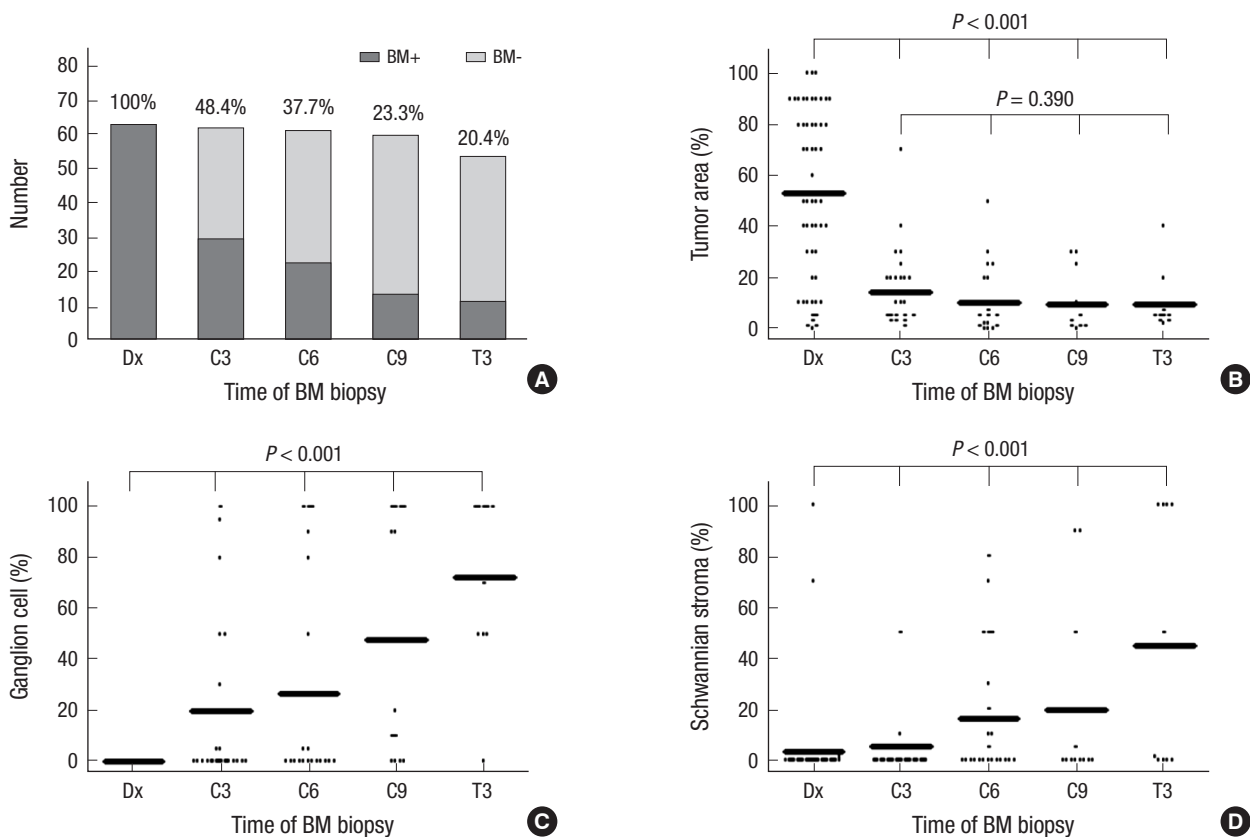 BM+ BM-
80
70
60
50
40
30
20
10
0
Number
100%
48.4%
37.7%
23.3%
20.4%
Dx C3 C6 C9 T3
Time of BM biopsy
A
P < 0.001
P = 0.390
100
80
60
40
20
0
Tumor area (%)
Dx C3 C6 C9 T3
Time of BM biopsy
B
P < 0.001
100
80
60
40
20
0
Ganglion cell (%)
Dx C3 C6 C9 T3
Time of BM biopsy
C
P < 0.001
100
80
60
40
20
0
Schwannian stroma (%)
Dx C3 C6 C9 T3
Time of BM biopsy
D